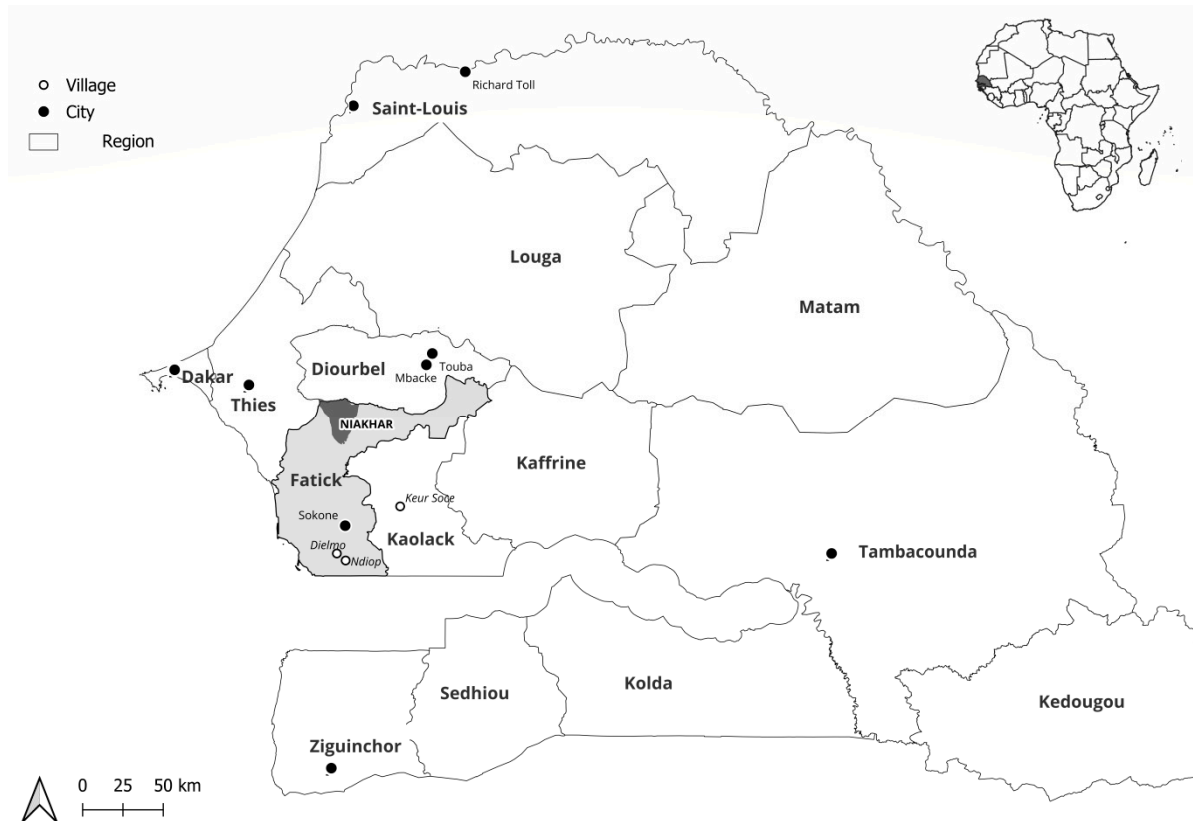 Village
City
Region
Richard Toll
Saint-Louis
Louga
Matam
Diourbel
Touba
Mbacke
Dakar
Thies
NIAKHAR
Kaffrine
Fatick
Keur Soce
Sokone
Kaolack
Dielmo
Ndiop
Tambacounda
Sedhiou
Kolda
Kedougou
Ziguinchor
0 25 50 km